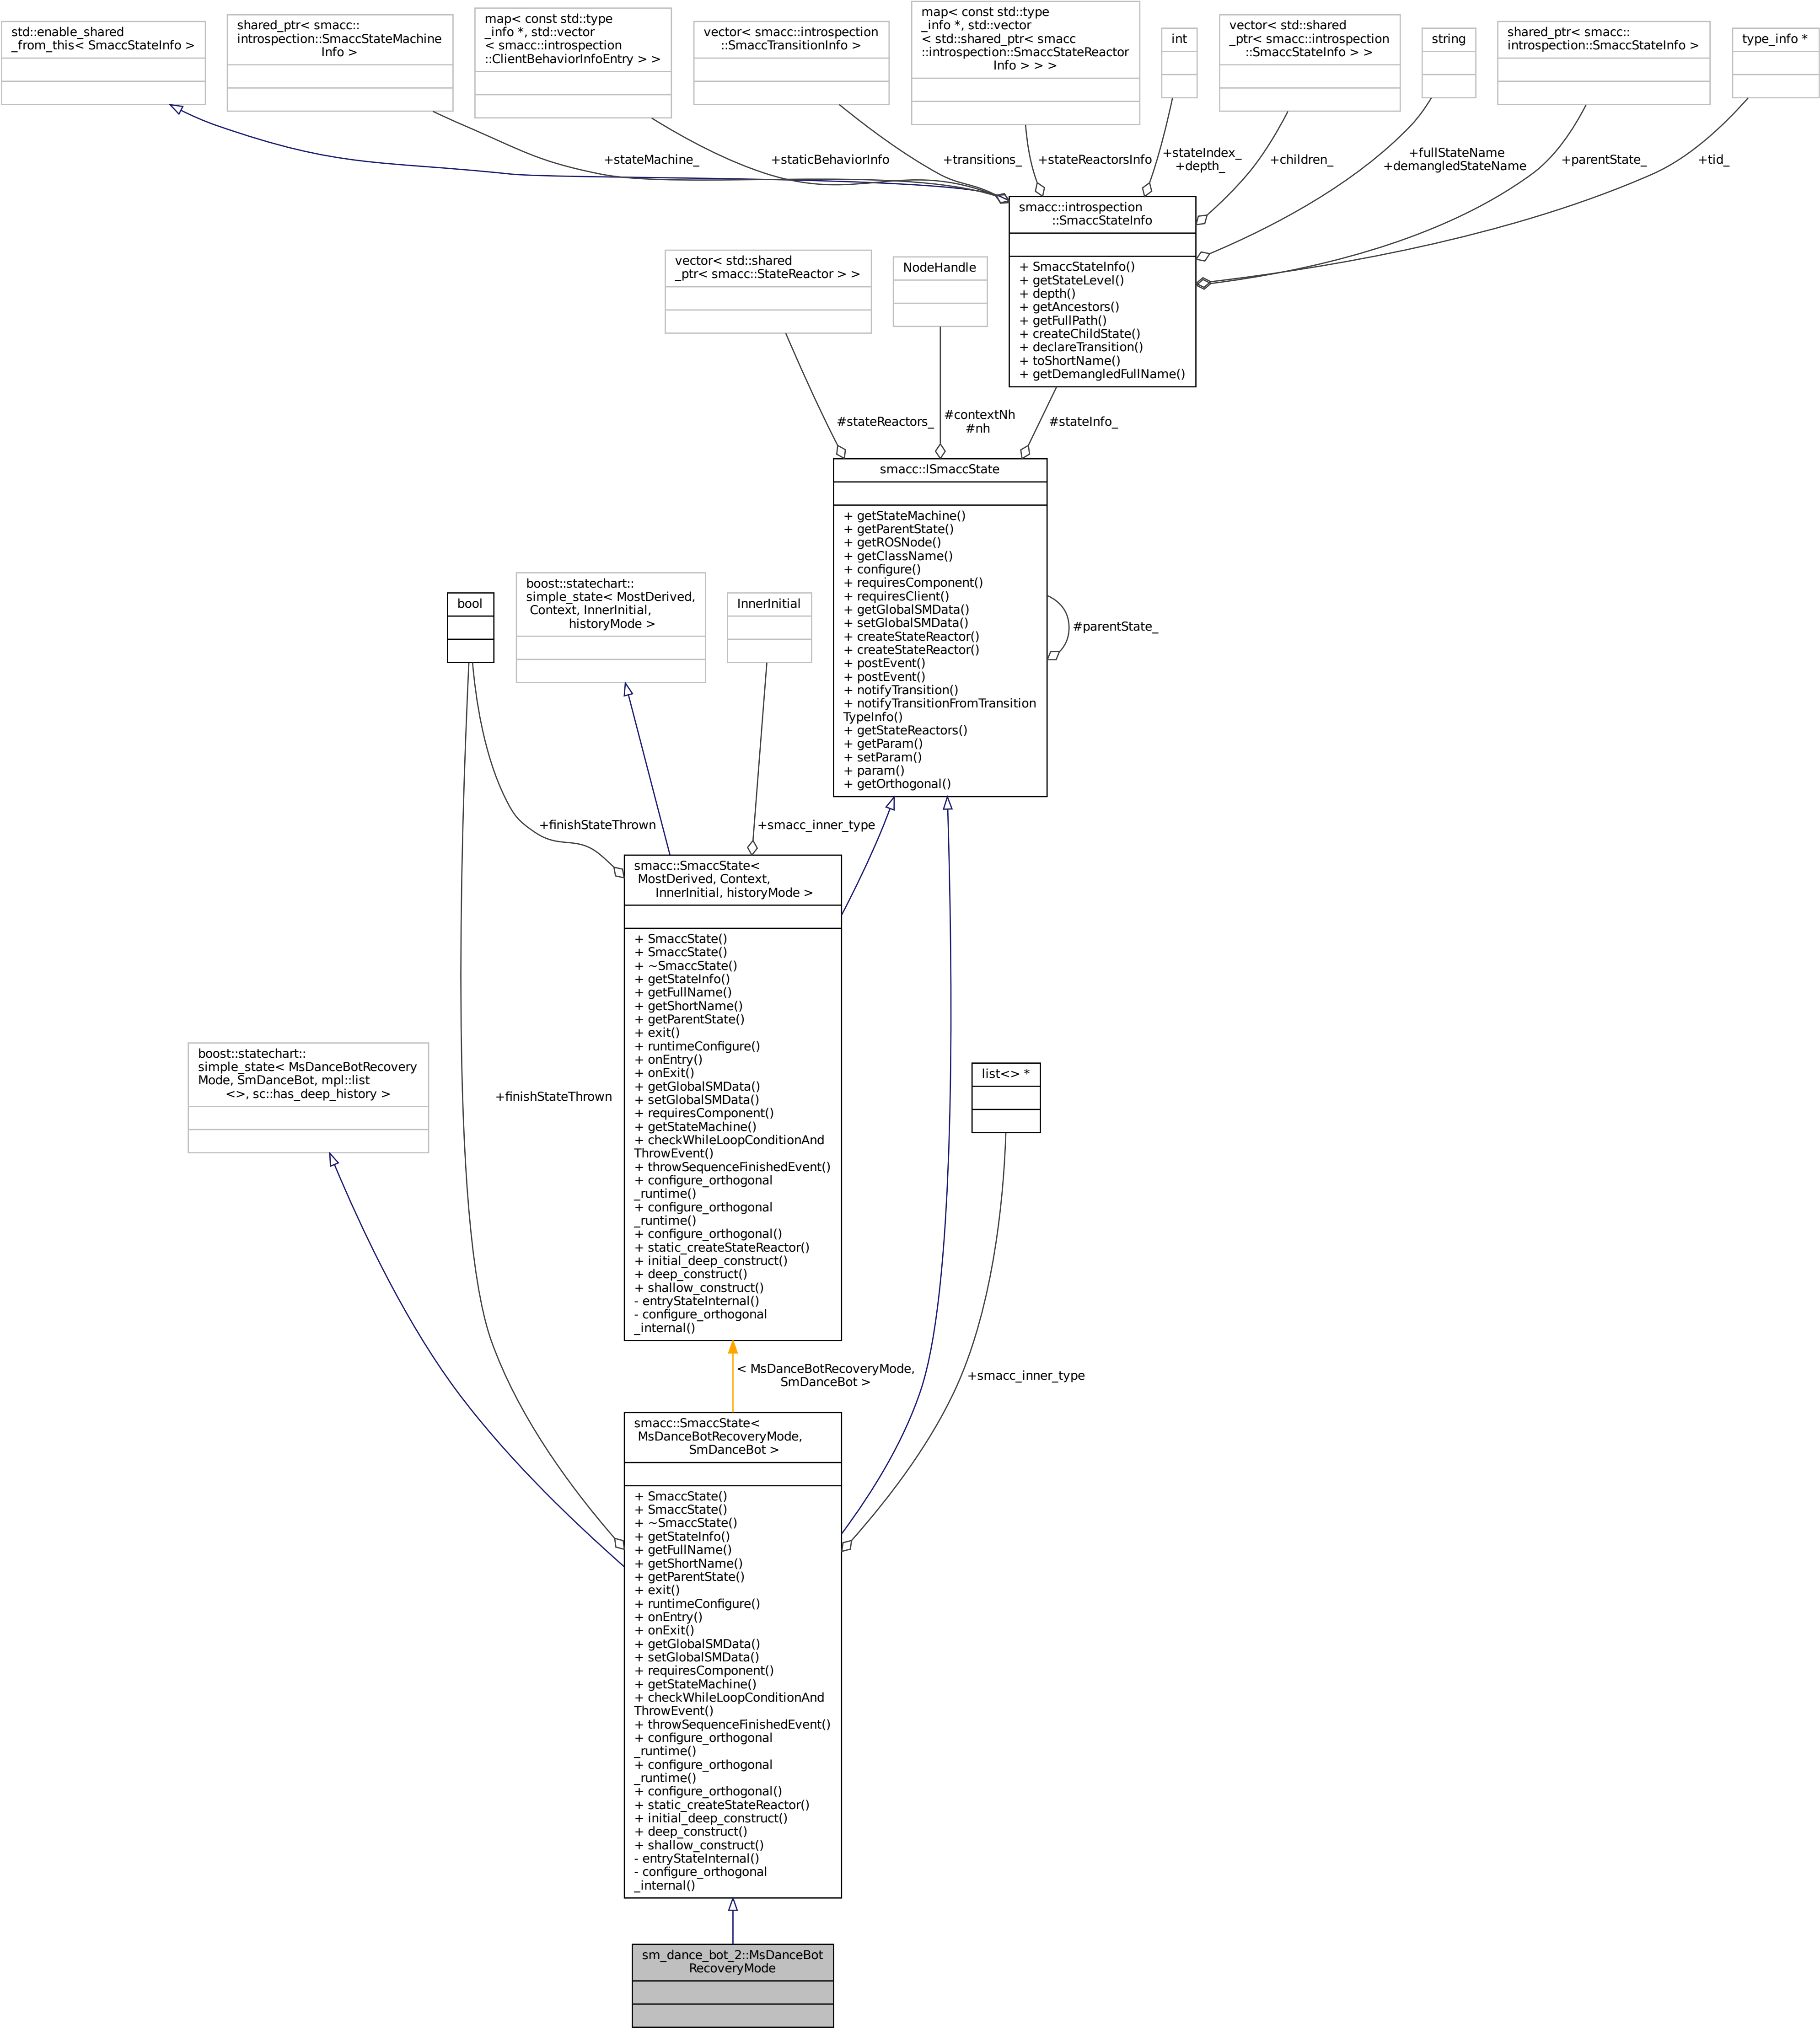 std::enable_shared
_from_this< SmaccStateInfo >
shared_ptr< smacc::
introspection::SmaccStateMachine
Info >
map< const std::type
_info *, std::vector
< smacc::introspection
::ClientBehaviorInfoEntry > >
vector< smacc::introspection
::SmaccTransitionInfo >
map< const std::type
_info *, std::vector
< std::shared_ptr< smacc
::introspection::SmaccStateReactor
Info > > >
int
vector< std::shared
_ptr< smacc::introspection
::SmaccStateInfo > >
string
shared_ptr< smacc::
introspection::SmaccStateInfo >
type_info *
+stateMachine_
+staticBehaviorInfo
+transitions_
+stateReactorsInfo
+stateIndex_
+depth_
+children_
+fullStateName
+demangledStateName
+parentState_
+tid_
smacc::introspection
::SmaccStateInfo
+ SmaccStateInfo()
+ getStateLevel()
+ depth()
+ getAncestors()
+ getFullPath()
+ createChildState()
+ declareTransition()
+ toShortName()
+ getDemangledFullName()
vector< std::shared
_ptr< smacc::StateReactor > >
NodeHandle
#stateReactors_
#contextNh
#nh
#stateInfo_
smacc::ISmaccState
+ getStateMachine()
+ getParentState()
+ getROSNode()
+ getClassName()
+ configure()
+ requiresComponent()
+ requiresClient()
+ getGlobalSMData()
+ setGlobalSMData()
+ createStateReactor()
+ createStateReactor()
+ postEvent()
+ postEvent()
+ notifyTransition()
+ notifyTransitionFromTransition
TypeInfo()
+ getStateReactors()
+ getParam()
+ setParam()
+ param()
+ getOrthogonal()
#parentState_
bool
boost::statechart::
simple_state< MostDerived,
Context, InnerInitial,
historyMode >
InnerInitial
+finishStateThrown
+smacc_inner_type
smacc::SmaccState<
MostDerived, Context,
InnerInitial, historyMode >
+ SmaccState()
+ SmaccState()
+ ~SmaccState()
+ getStateInfo()
+ getFullName()
+ getShortName()
+ getParentState()
+ exit()
+ runtimeConfigure()
+ onEntry()
+ onExit()
+ getGlobalSMData()
+ setGlobalSMData()
+ requiresComponent()
+ getStateMachine()
+ checkWhileLoopConditionAnd
ThrowEvent()
+ throwSequenceFinishedEvent()
+ configure_orthogonal
_runtime()
+ configure_orthogonal
_runtime()
+ configure_orthogonal()
+ static_createStateReactor()
+ initial_deep_construct()
+ deep_construct()
+ shallow_construct()
- entryStateInternal()
- configure_orthogonal
_internal()
boost::statechart::
simple_state< MsDanceBotRecovery
Mode, SmDanceBot, mpl::list
<>, sc::has_deep_history >
+finishStateThrown
list<> *
< MsDanceBotRecoveryMode,
SmDanceBot >
+smacc_inner_type
smacc::SmaccState<
MsDanceBotRecoveryMode,
SmDanceBot >
+ SmaccState()
+ SmaccState()
+ ~SmaccState()
+ getStateInfo()
+ getFullName()
+ getShortName()
+ getParentState()
+ exit()
+ runtimeConfigure()
+ onEntry()
+ onExit()
+ getGlobalSMData()
+ setGlobalSMData()
+ requiresComponent()
+ getStateMachine()
+ checkWhileLoopConditionAnd
ThrowEvent()
+ throwSequenceFinishedEvent()
+ configure_orthogonal
_runtime()
+ configure_orthogonal
_runtime()
+ configure_orthogonal()
+ static_createStateReactor()
+ initial_deep_construct()
+ deep_construct()
+ shallow_construct()
- entryStateInternal()
- configure_orthogonal
_internal()
sm_dance_bot_2::MsDanceBot
RecoveryMode